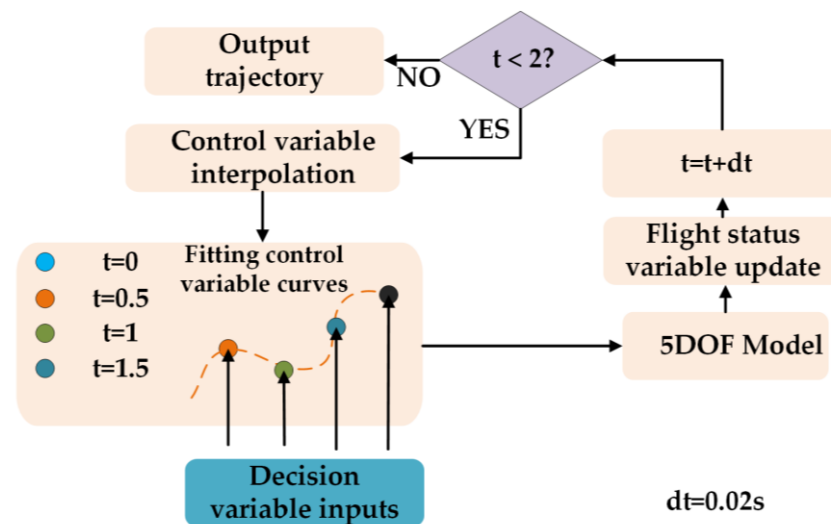 Output
trajectory
t < 2?
NO
YES
Control variable
interpolation
t=t+dt
Flight status
variable update
Fitting control
variable curves
t=0
t=0.5
t=1
t=1.5
5DOF Model
Decision
variable inputs
dt=0.02s